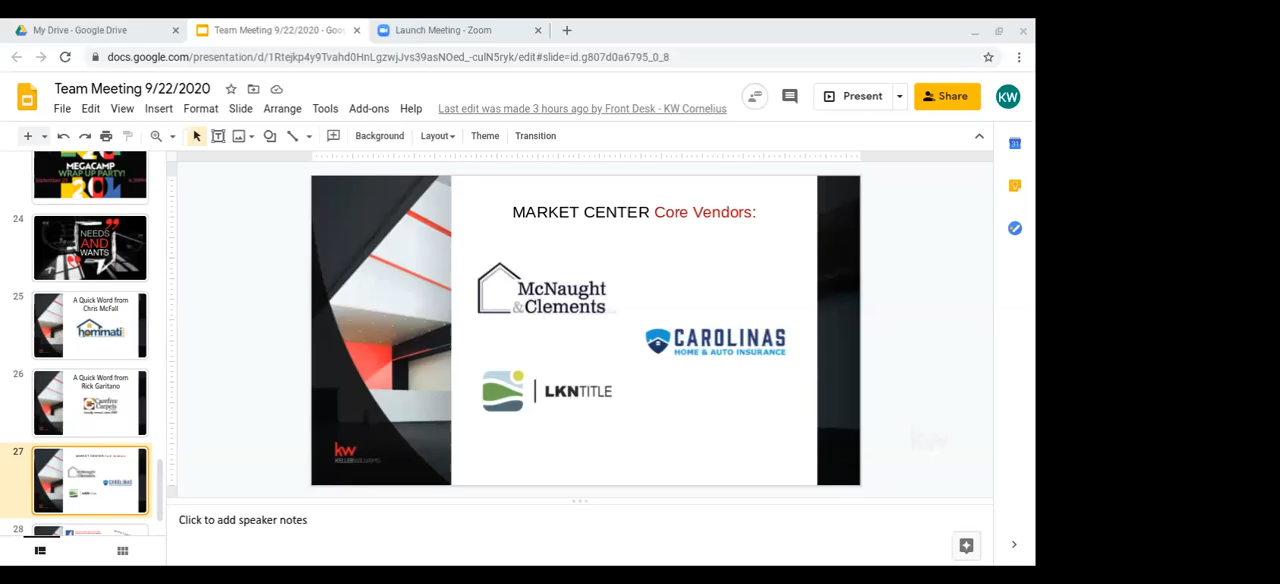 My Drive - Google Drive
Team Meeting 9/22/2020 - Goo
Launch Meeting - Zoom
docs.google.com/presentation/d/1Rtejkp4y9Tvahd0HnLgzwjJvs39asNOed_-culN5ryk/edit#slide=id.g807d0a6795_0_8
Team Meeting 9/22/2020
File Edit View Insert Format Slide Arrange Tools Add-ons Help
Last edit was made 3 hours ago by Front Desk - KW Cornelius
Present
Share
KW
Background
Layout
Theme
Transition
MEGACAMP
WRAP UP PARTY!
24
NEEDS
AND
WANTS
25
A Quick Word from
Chris McFall
hommati
26
A Quick Word from
Rick Garitano
Carefree
Carpets
27
28
MARKET CENTER Core Vendors:
McNaught
&Clements
CAROLINAS
HOME & AUTO INSURANCE
LKNTITLE
kw
KELLERWILLIAMS
kw
Click to add speaker notes
31